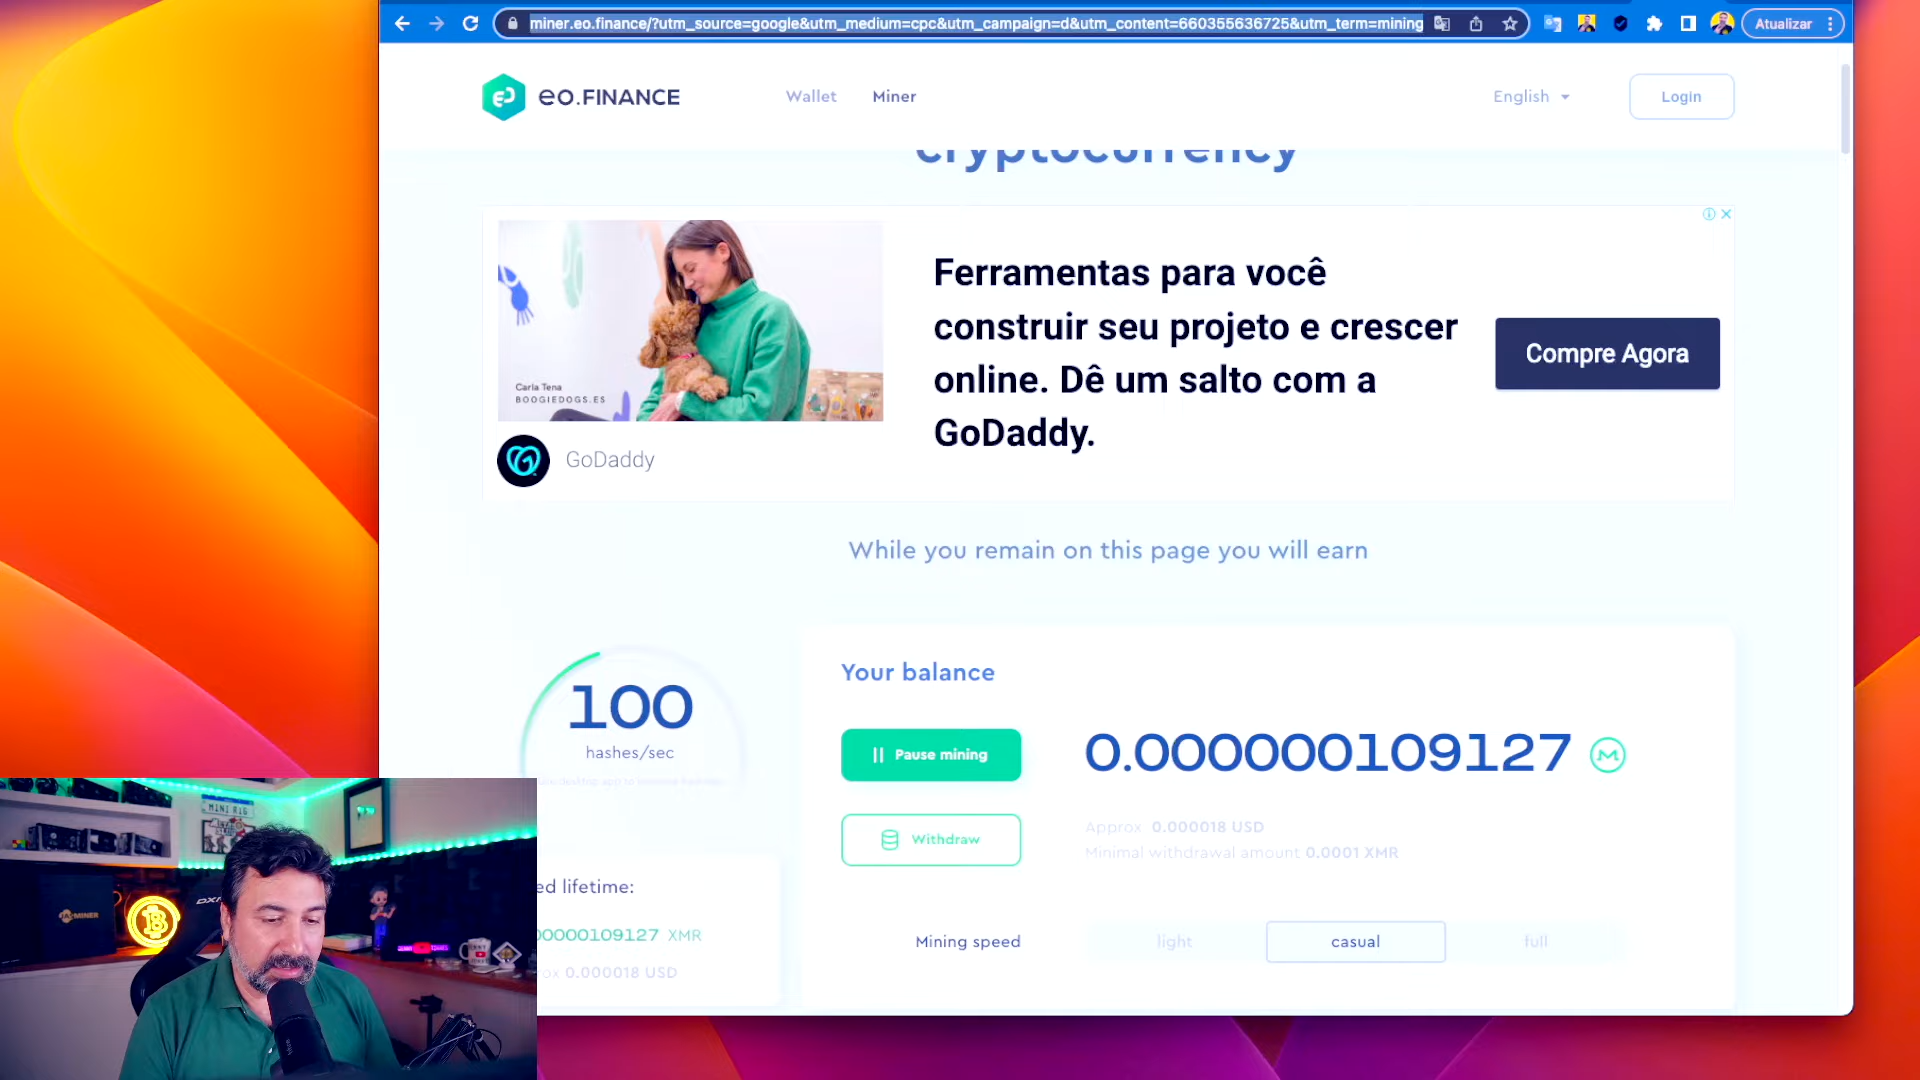 miner.eo.finance/?utm_source=google&utm_medium=cpc&utm_campaign=d&utm_content=660355636725&utm_term=mining
Atualizar
eo.FINANCE
Wallet
Miner
English
Login
cryptocurrency
Ferramentas para você
construir seu projeto e crescer
online. Dê um salto com a
GoDaddy.
Compre Agora
Carla Tena
BOOGIEDOGS.ES
GoDaddy
While you remain on this page you will earn
100
hashes/sec
Your balance
Pause mining
0.000000109127
Withdraw
Approx 0.000018 USD
Minimal withdrawal amount 0.0001 XMR
ed lifetime:
00000109127 XMR
ox 0.000018 USD
Mining speed
light
casual
full
MINI RIG